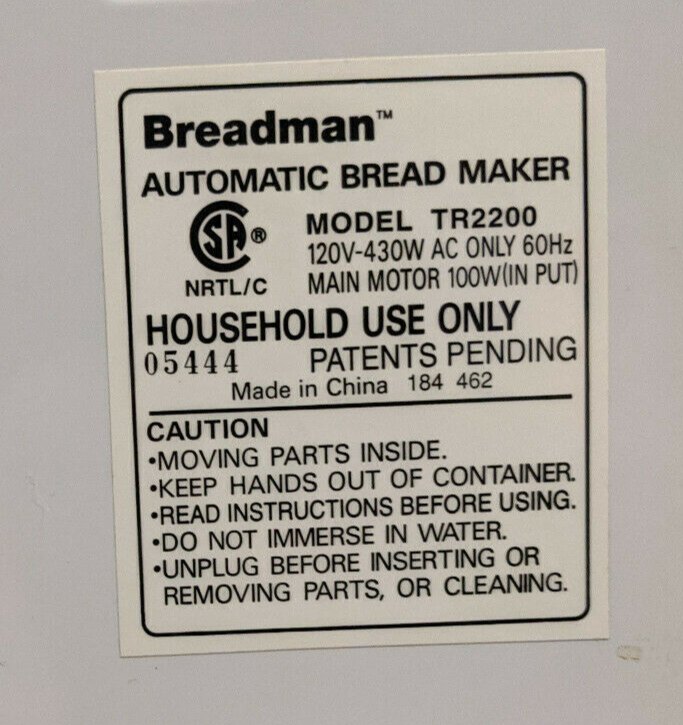 Breadman™
AUTOMATIC BREAD MAKER
SA ®
NRTL/C
MODEL TR2200
120V-430W AC ONLY 60Hz
MAIN MOTOR 100W(IN PUT)
HOUSEHOLD USE ONLY
05444 PATENTS PENDING
Made in China 184 462
CAUTION
•MOVING PARTS INSIDE.
•KEEP HANDS OUT OF CONTAINER.
•READ INSTRUCTIONS BEFORE USING.
•DO NOT IMMERSE IN WATER.
•UNPLUG BEFORE INSERTING OR
REMOVING PARTS, OR CLEANING.